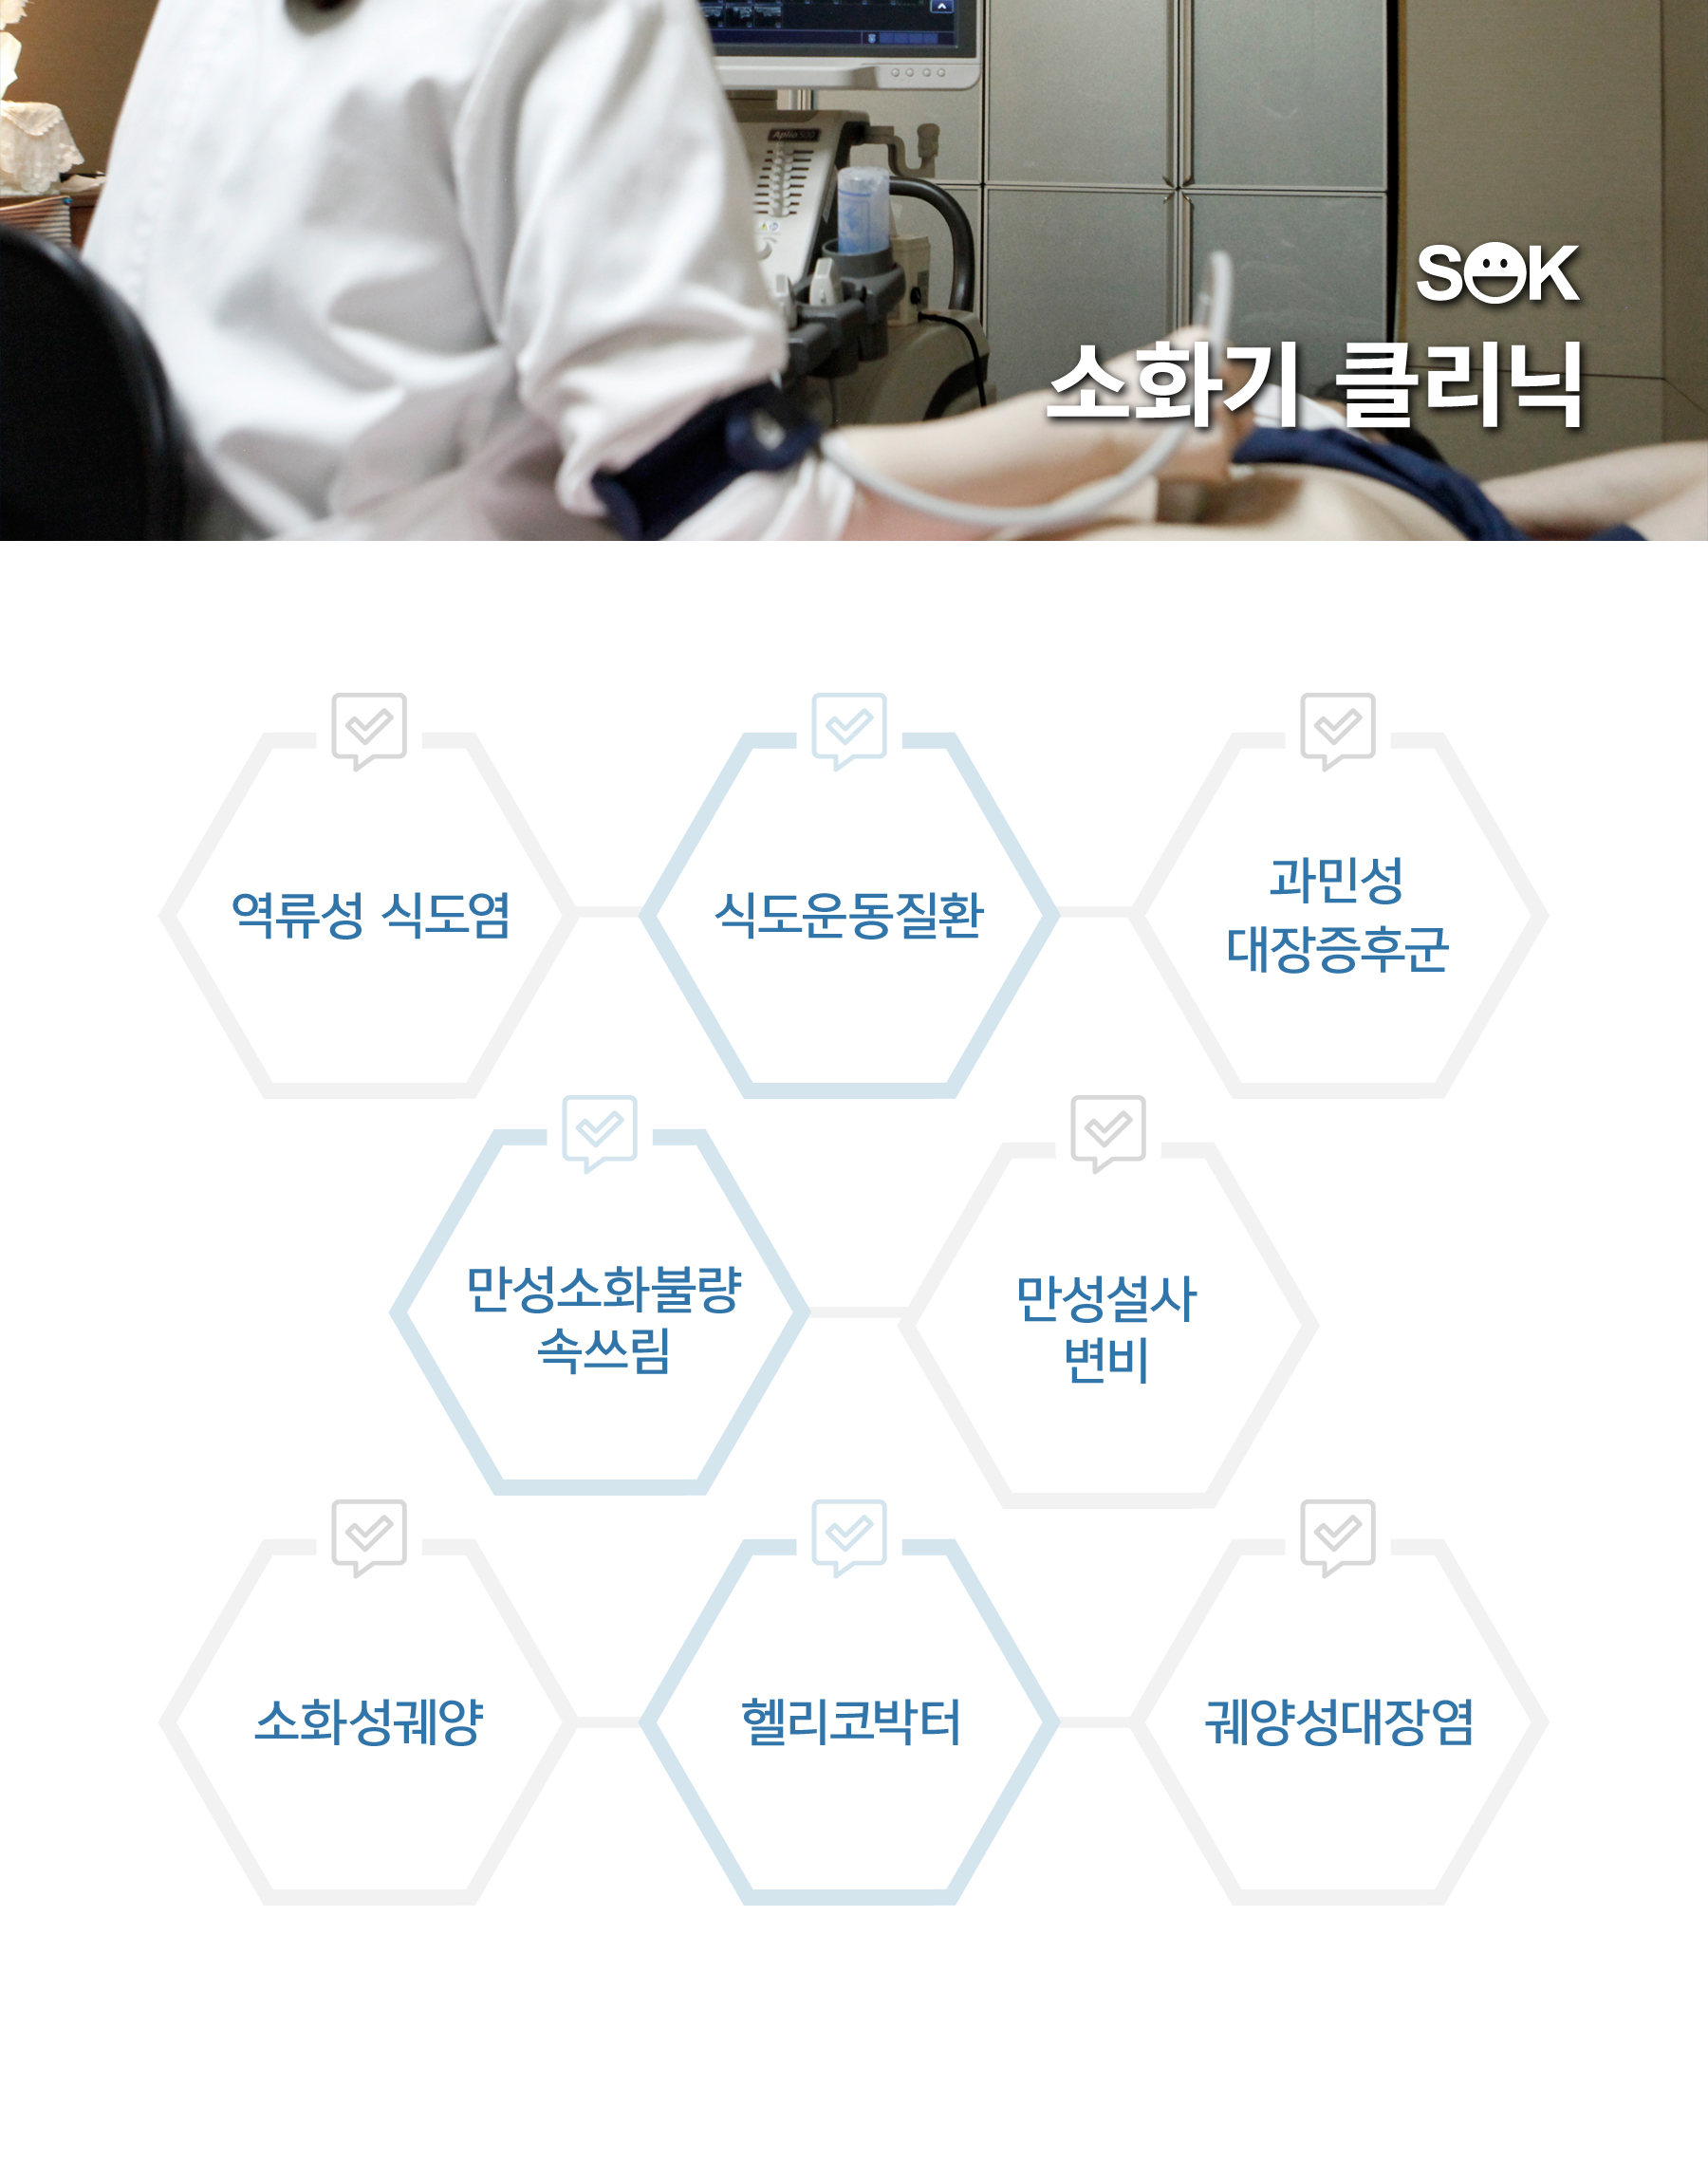 SOK
소화기 클리닉
역류성 식도염
식도운동질환
과민성
대장증후군
만성소화불량
속쓰림
만성설사
변비
소화성궤양
헬리코박터
궤양성대장염